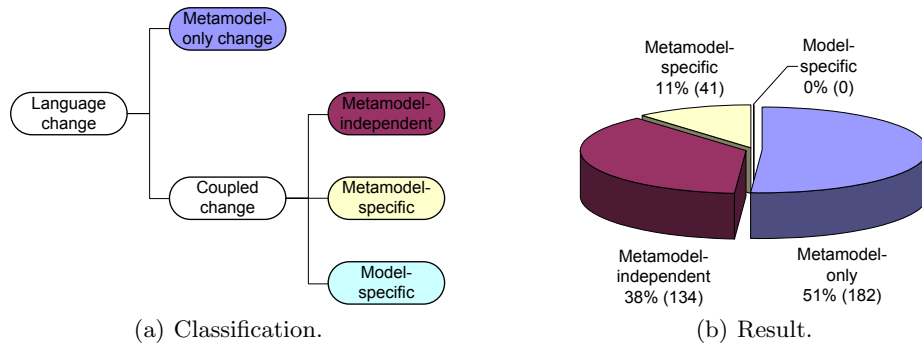 Metamodel-
only change
Language
change
Coupled
change
Metamodel-
independent
Metamodel-
specific
Model-
specific
(a) Classification.
Metamodel-
specific
11% (41)
Model-
specific
0% (0)
Metamodel-
independent
38% (134)
Metamodel-
only
51% (182)
(b) Result.